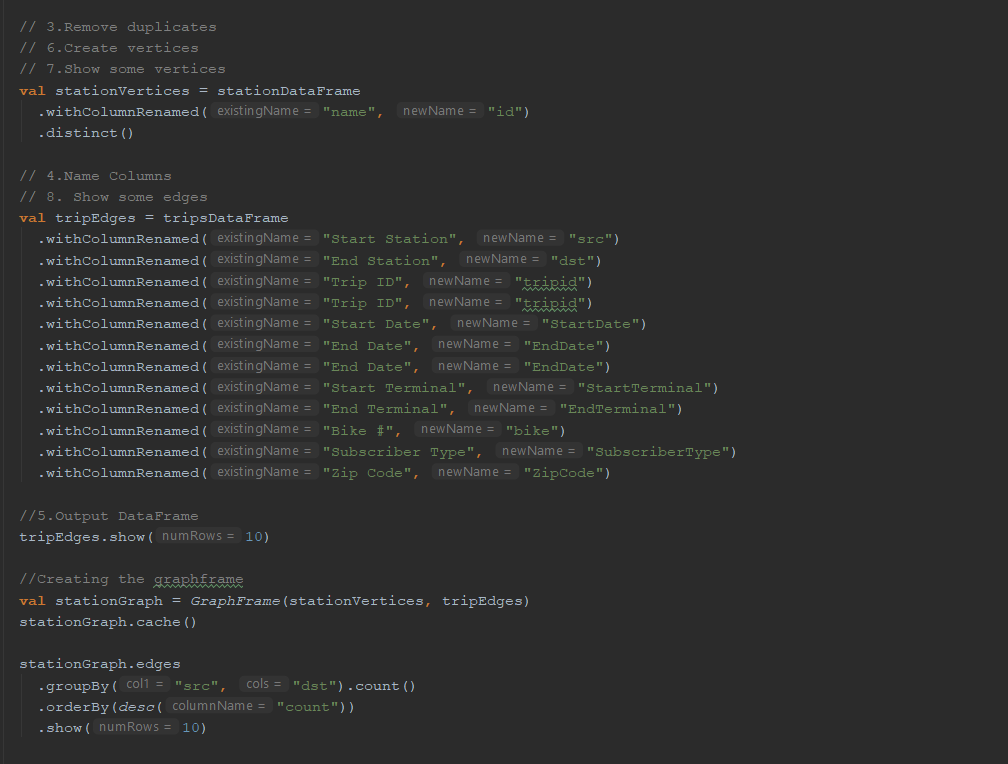 // 3.Remove duplicates
// 6.Create vertices
// 7.Show some vertices
val stationVertices = stationDataFrame
.withColumnRenamed( existingName = "name", newName = "id")
.distinct()
// 4.Name Columns
// 8. Show some edges
val tripEdges = tripsDataFrame
.withColumnRenamed( existingName = "Start Station", newName = "src")
.withColumnRenamed( existingName = "End Station", newName = "dst")
.withColumnRenamed( existingName = "Trip ID", newName = "tripid")
.withColumnRenamed( existingName = "Trip ID", newName = "tripid")
.withColumnRenamed( existingName = "Start Date", newName = "StartDate")
.withColumnRenamed( existingName = "End Date", newName = "EndDate")
.withColumnRenamed( existingName = "End Date", newName = "EndDate")
.withColumnRenamed( existingName = "Start Terminal", newName = "StartTerminal")
.withColumnRenamed( existingName = "End Terminal", newName = "EndTerminal")
.withColumnRenamed( existingName = "Bike #", newName = "bike")
.withColumnRenamed( existingName = "Subscriber Type", newName = "SubscriberType")
.withColumnRenamed( existingName = "Zip Code", newName = "ZipCode")
//5.Output DataFrame
tripEdges.show( numRows = 10)
//Creating the graphframe
val stationGraph = GraphFrame(stationVertices, tripEdges)
stationGraph.cache()
stationGraph.edges
.groupBy( col1 = "src", cols = "dst").count()
.orderBy(desc( columnName = "count"))
.show( numRows = 10)